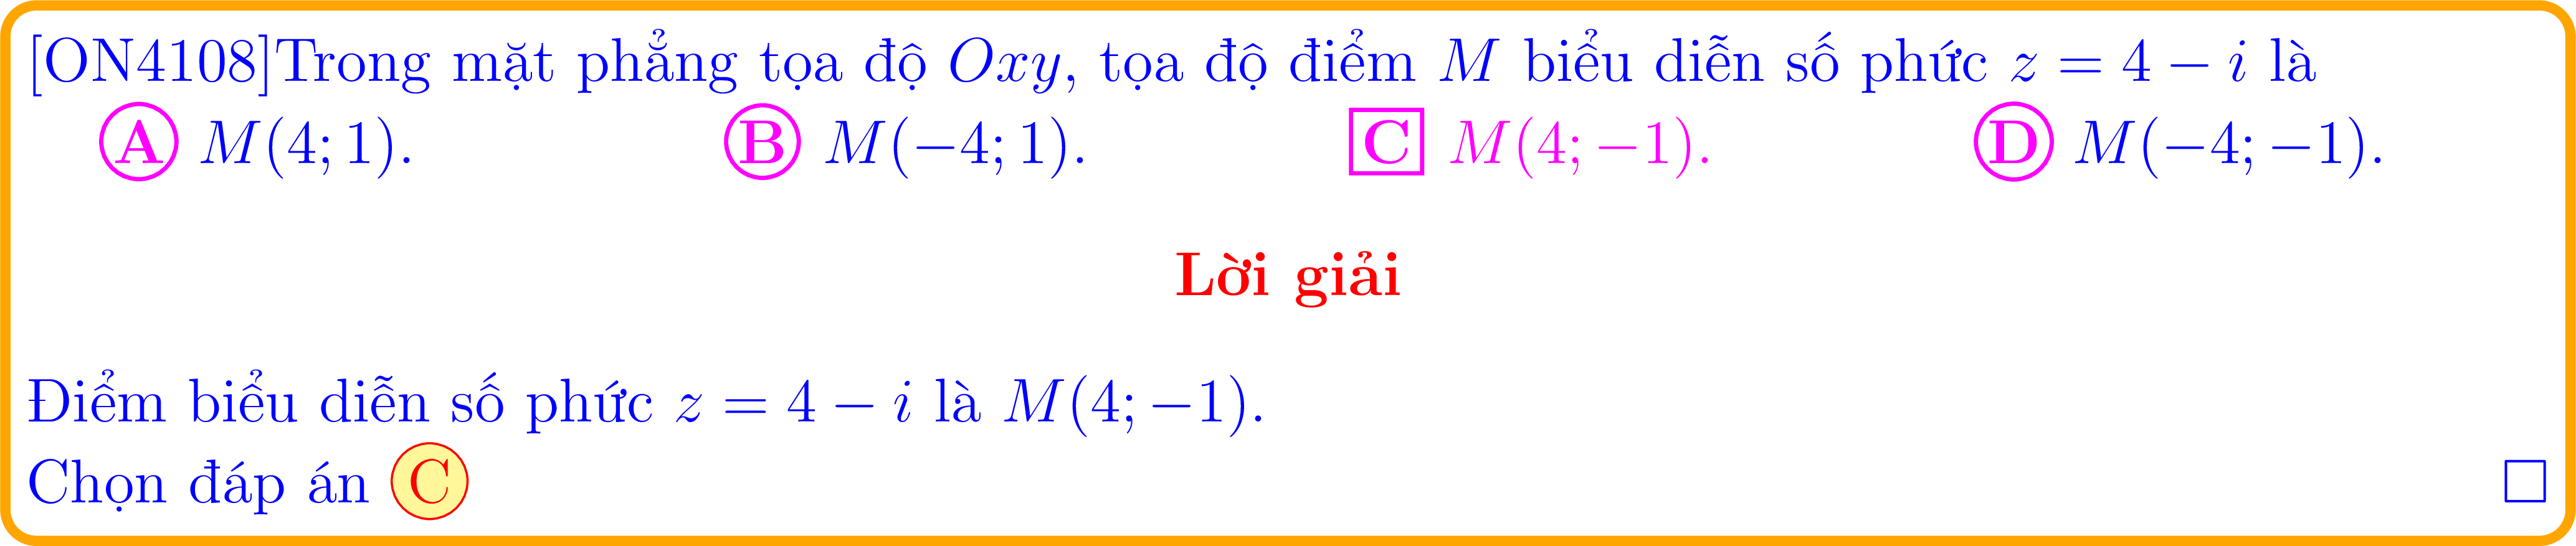 [ON4108]Trong mặt phẳng tọa độ Oxy, tọa độ điểm M biểu diễn số phức z = 4 − i là
A M(4; 1). B M(−4; 1). C M(4; −1). D M(−4; −1).
Lời giải
Điểm biểu diễn số phức z = 4 − i là M(4; −1).
Chọn đáp án C □